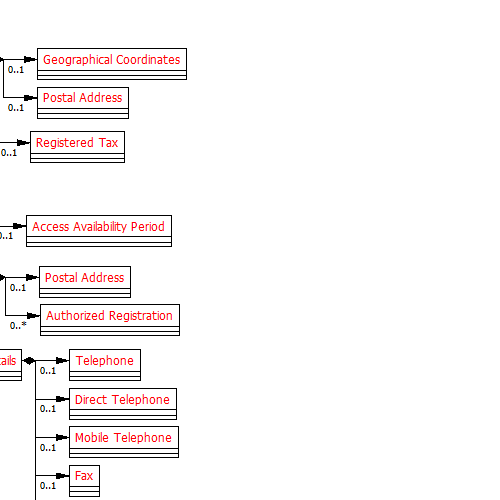 Geographical Coordinates
0..1
Postal Address
0..1
Registered Tax
0..1
Access Availability Period
0..1
Postal Address
0..1
Authorized Registration
0..*
Telephone
0..1
Direct Telephone
0..1
Mobile Telephone
0..1
Fax
0..1